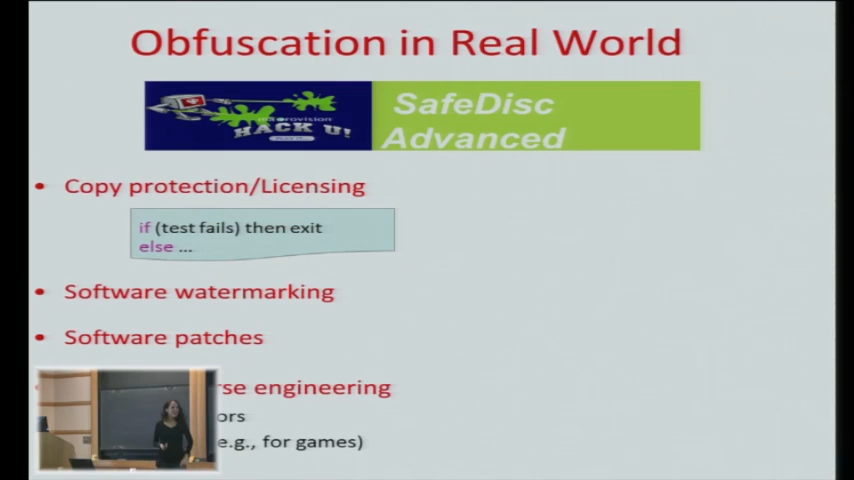 Obfuscation in Real World
macrovision
HACK U!
SafeDisc
Advanced
• Copy protection/Licensing
if (test fails) then exit
else ...
• Software watermarking
• Software patches
rse engineering
ors
e.g., for games)